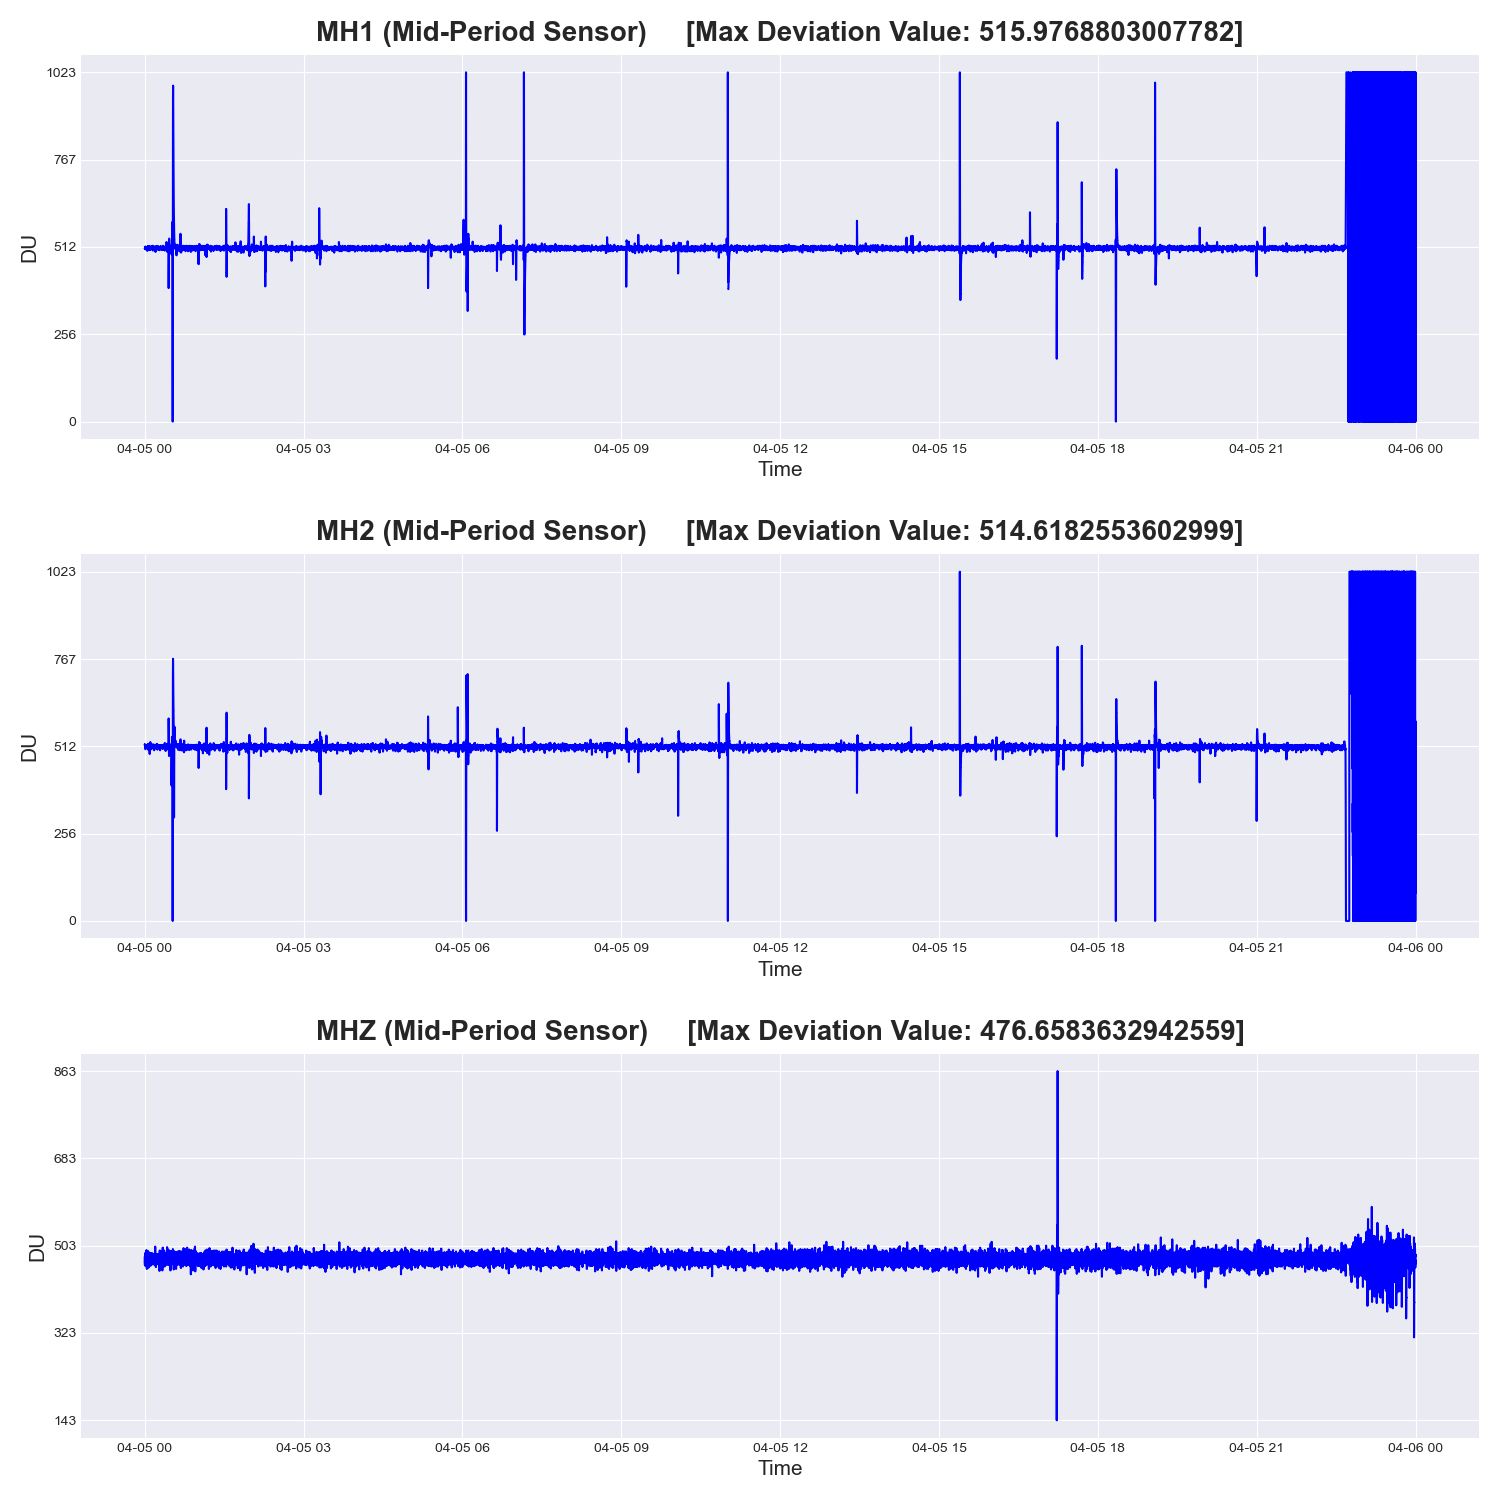 MH1 (Mid-Period Sensor) [Max Deviation Value: 515.9768803007782]
1023
767
512
256
0
DU
04-05 00 04-05 03 04-05 06 04-05 09 04-05 12 04-05 15 04-05 18 04-05 21 04-06 00
Time
MH2 (Mid-Period Sensor) [Max Deviation Value: 514.6182553602999]
1023
767
512
256
0
DU
04-05 00 04-05 03 04-05 06 04-05 09 04-05 12 04-05 15 04-05 18 04-05 21 04-06 00
Time
MHZ (Mid-Period Sensor) [Max Deviation Value: 476.6583632942559]
863
683
503
323
143
DU
04-05 00 04-05 03 04-05 06 04-05 09 04-05 12 04-05 15 04-05 18 04-05 21 04-06 00
Time